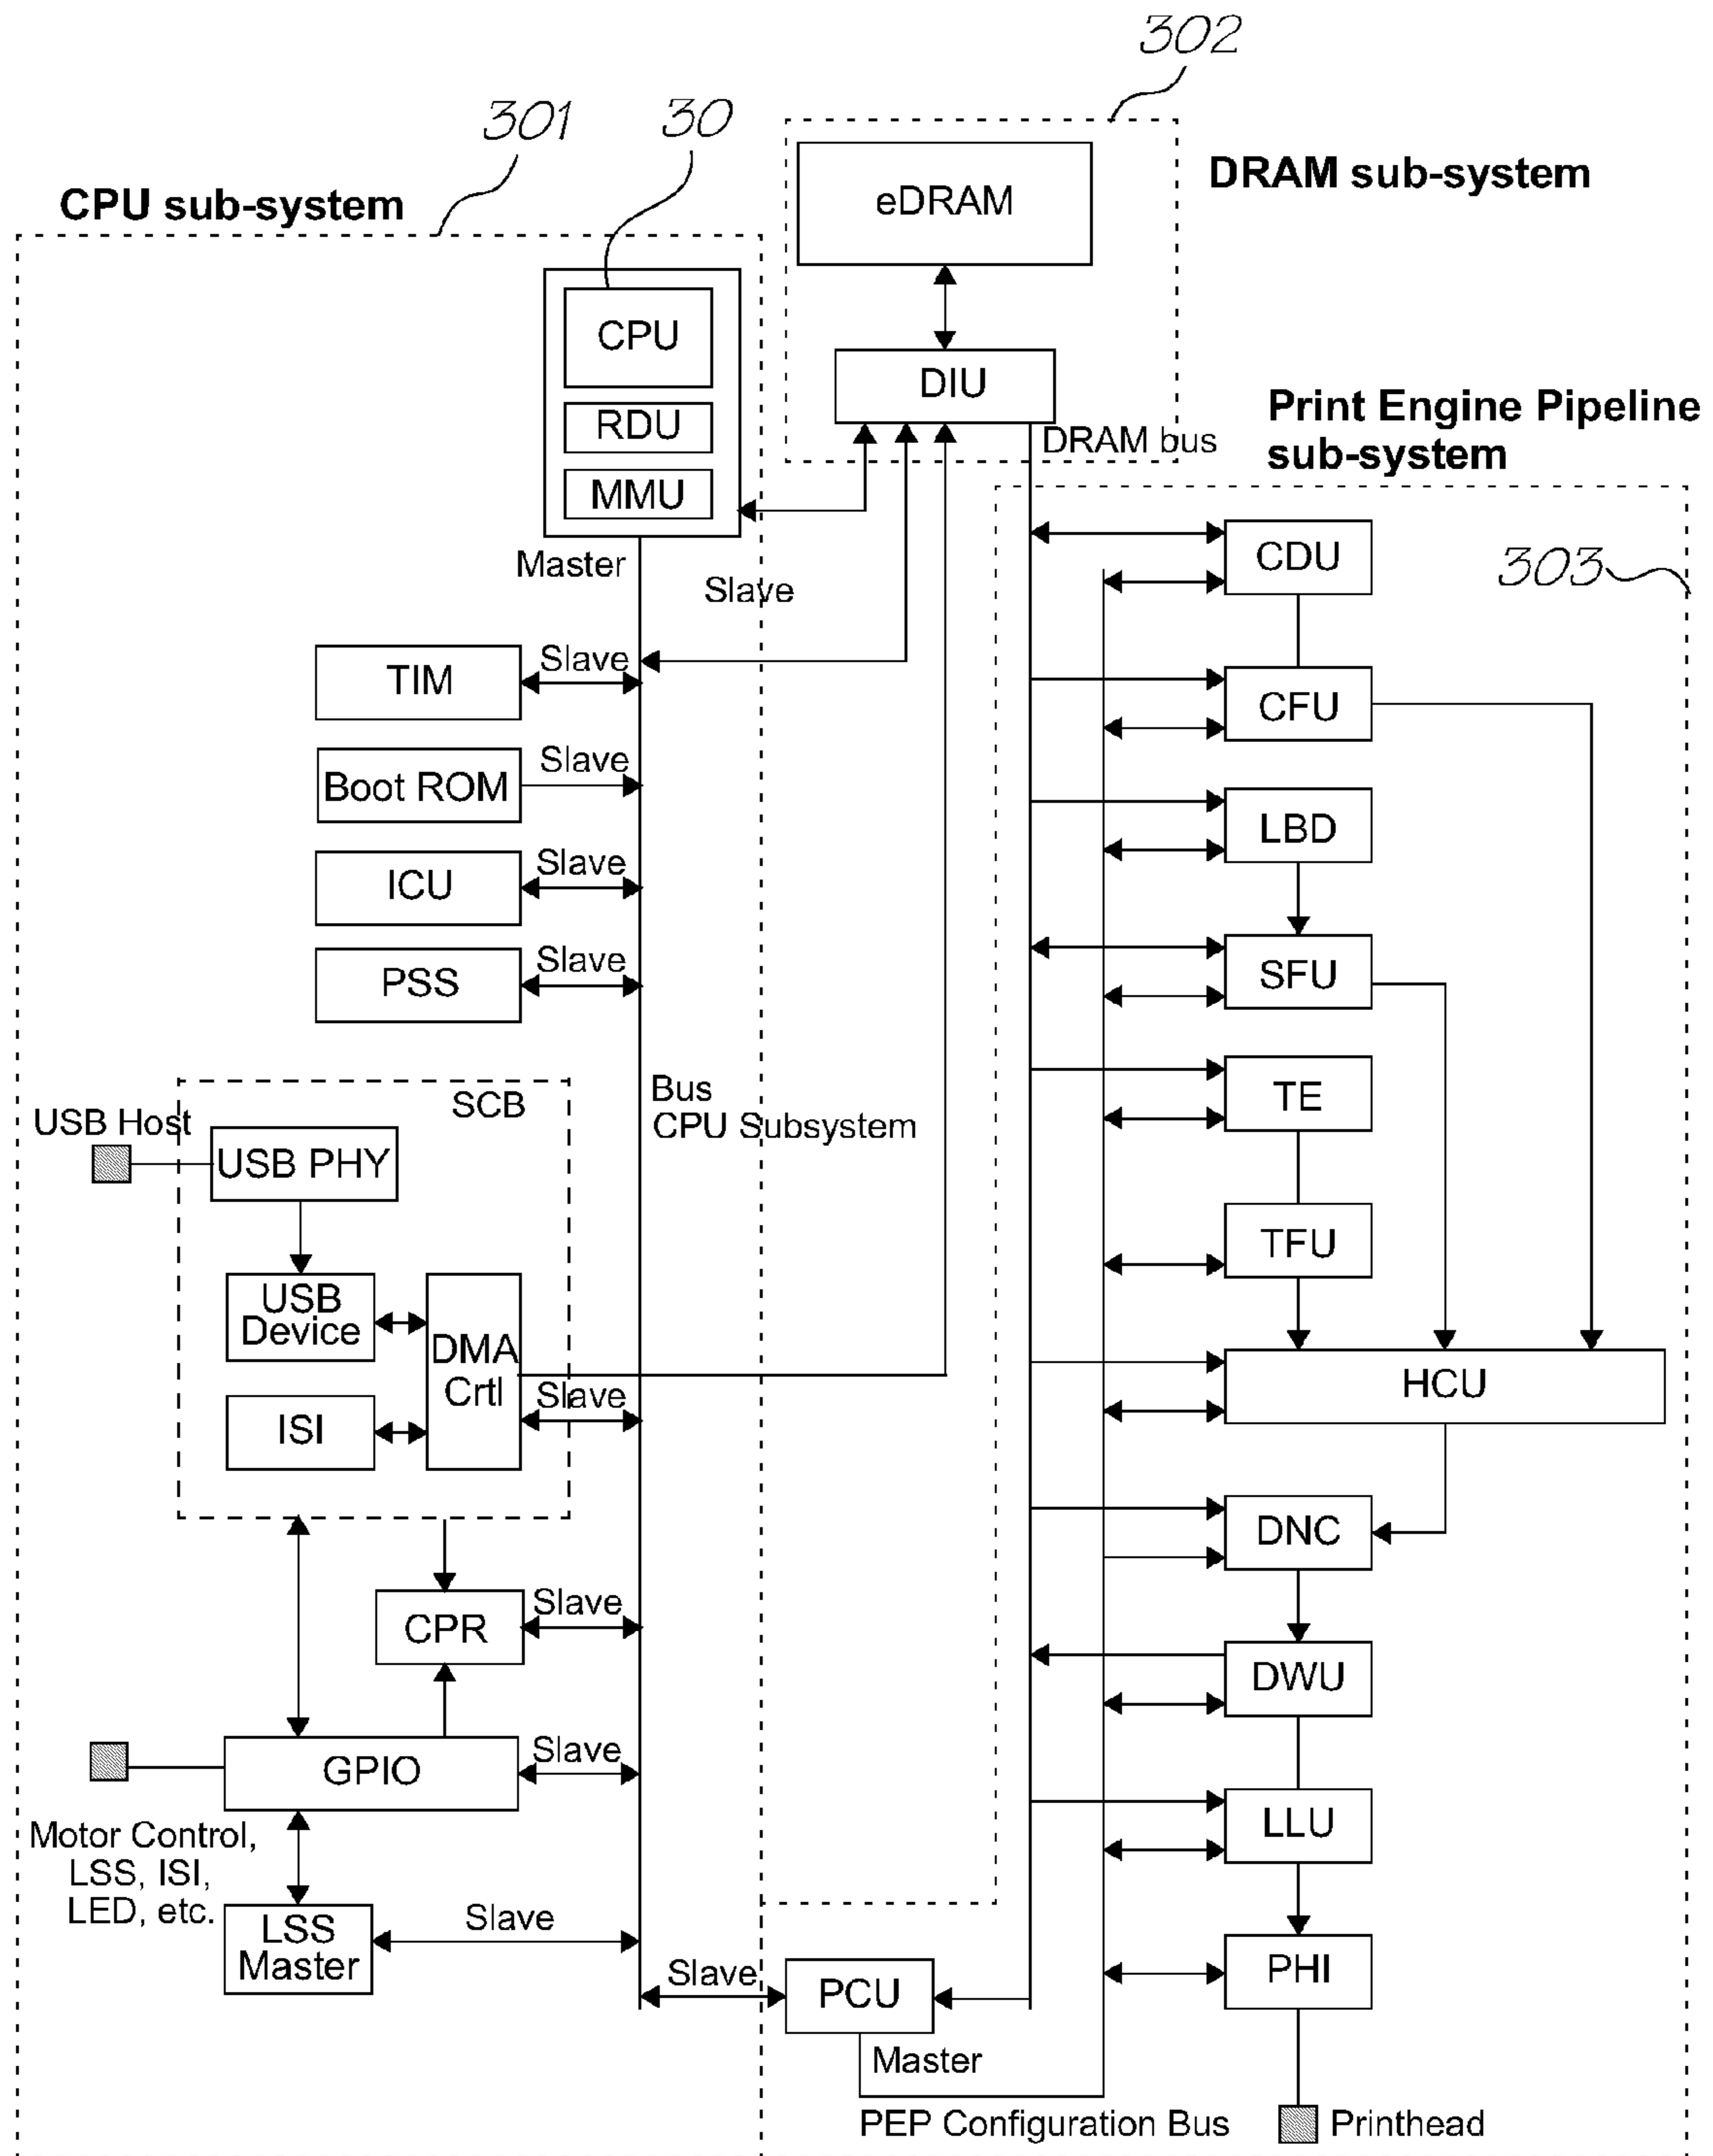 302
301
30
DRAM sub-system
CPU sub-system
eDRAM
CPU
DIU
RDU
MMU
DRAM bus
Print Engine Pipeline
sub-system
Master
Slave
CDU
303
TIM
Slave
CFU
Boot ROM
Slave
LBD
ICU
Slave
PSS
Slave
SFU
Bus
CPU Subsystem
TE
SCB
USB Host
USB PHY
TFU
USB
Device
DMA
Crtl
Slave
ISI
HCU
DNC
CPR
Slave
DWU
GPIO
Slave
Motor Control,
LSS, ISI,
LED, etc.
LLU
LSS
Master
Slave
Slave
PCU
PHI
Master
PEP Configuration Bus
Printhead